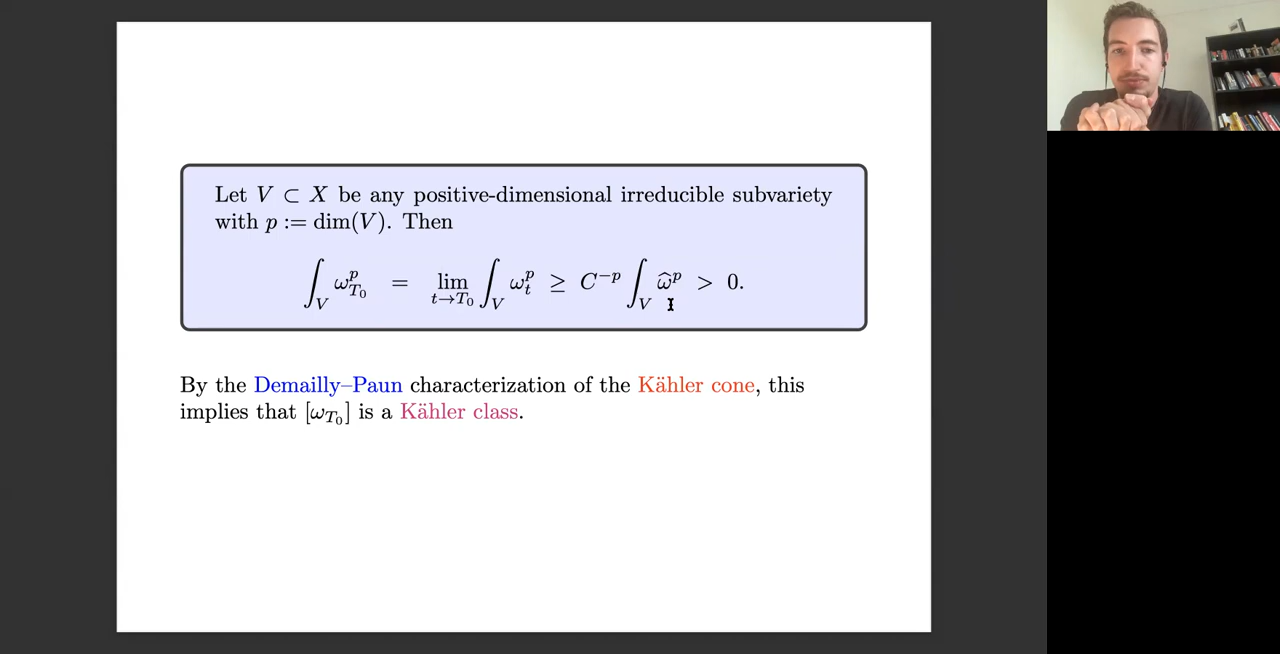 Let V ⊂ X be any positive-dimensional irreducible subvariety
with p := dim(V). Then
∫_V ω_{T_0}^p = lim_{t→T_0} ∫_V ω_t^p ≥ C^{−p} ∫_V ω̂^p > 0.
By the Demailly–Paun characterization of the Kähler cone, this
implies that [ω_{T_0}] is a Kähler class.